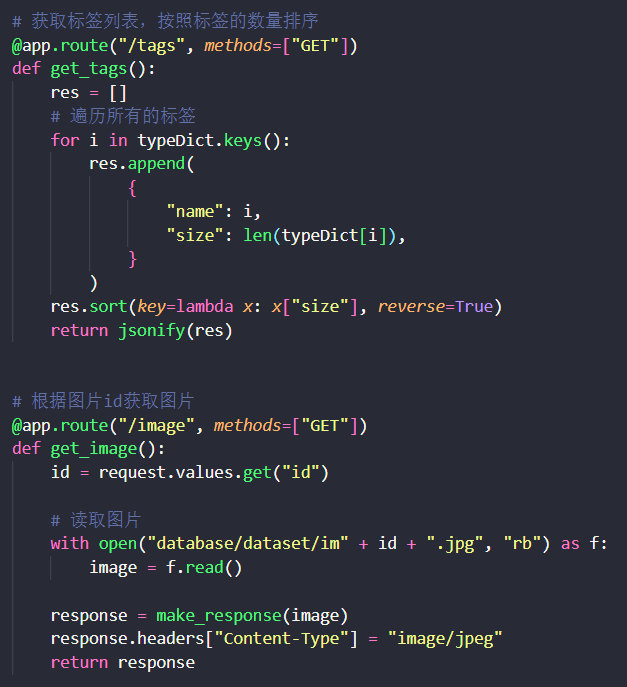 # 获取标签列表，按照标签的数量排序
@app.route("/tags", methods=["GET"])
def get_tags():
    res = []
    # 遍历所有的标签
    for i in typeDict.keys():
        res.append(
            {
                "name": i,
                "size": len(typeDict[i]),
            }
        )
    res.sort(key=lambda x: x["size"], reverse=True)
    return jsonify(res)
# 根据图片id获取图片
@app.route("/image", methods=["GET"])
def get_image():
    id = request.values.get("id")
    # 读取图片
    with open("database/dataset/im" + id + ".jpg", "rb") as f:
        image = f.read()
    response = make_response(image)
    response.headers["Content-Type"] = "image/jpeg"
    return response